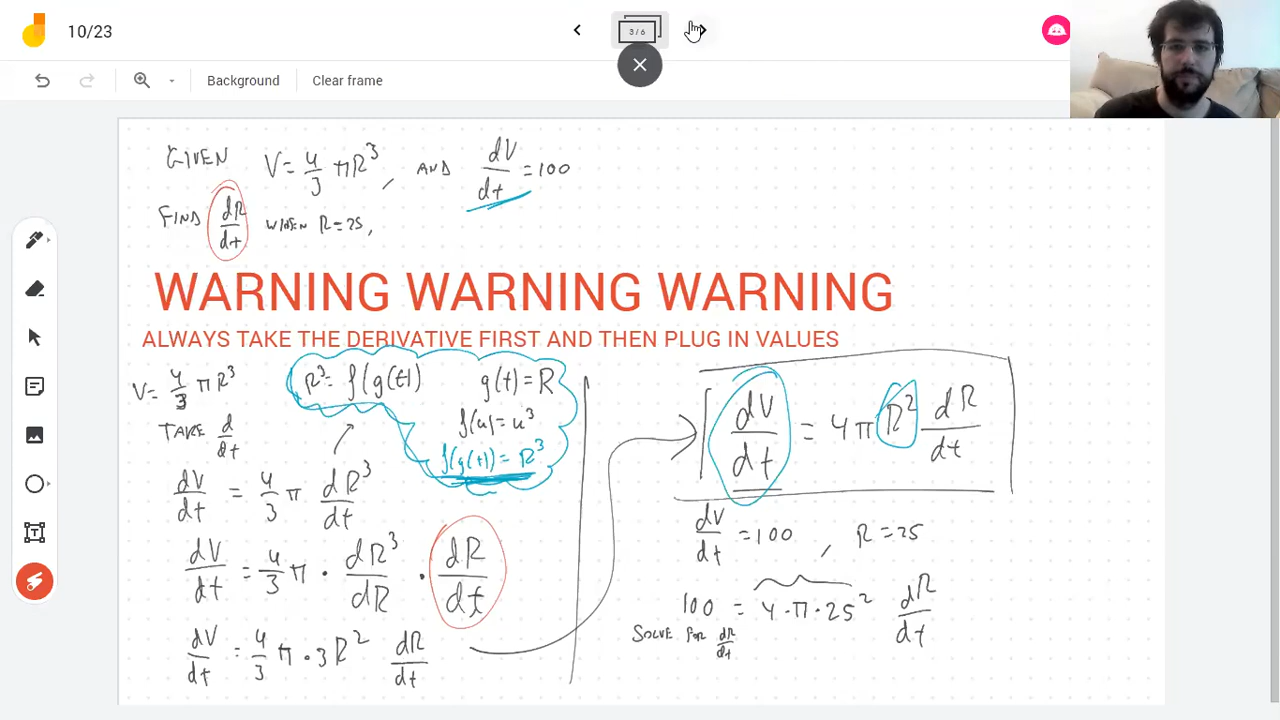 10/23
3 / 6
Background
Clear frame
GIVEN V = 4/3 πR³, AND dV/dt = 100
FIND dR/dt WHEN R = 25,
WARNING WARNING WARNING
ALWAYS TAKE THE DERIVATIVE FIRST AND THEN PLUG IN VALUES
V = 4/3 πR³
TAKE d/dt
R³ = f(g(t)) g(t) = R
f(u) = u³
f(g(t)) = R³
dV/dt = 4/3 π dR³/dt
dV/dt = 4/3 π · dR³/dR · dR/dt
dV/dt = 4/3 π · 3R² dR/dt
dV/dt = 4π R² dR/dt
dV/dt = 100, R = 25
100 = 4·π·25² dR/dt
SOLVE FOR dR/dt